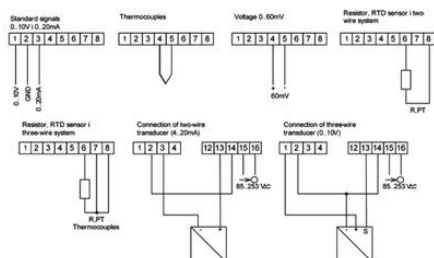 Standard signals
0..10V i 0..20mA
1 2 3 4 5 6 7 8
0..10V
GND
0..20mA
Thermocouples
1 2 3 4 5 6 7 8
Voltage 0..60mV
1 2 3 4 5 6 7 8
+ -
60mV
Resistor, RTD sensor i two-
wire system
1 2 3 4 5 6 7 8
R,PT
Resistor, RTD sensor i
three-wire system
1 2 3 4 5 6 7 8
R,PT
Thermocouples
Connection of two-wire
transducer (4..20mA)
1 2 3 4 12 13 14 15 16
85..253 Vac
- +
Connection of three-wire
transducer (0..10V)
1 2 3 4 12 13 14 15 16
85..253 Vac
- + S